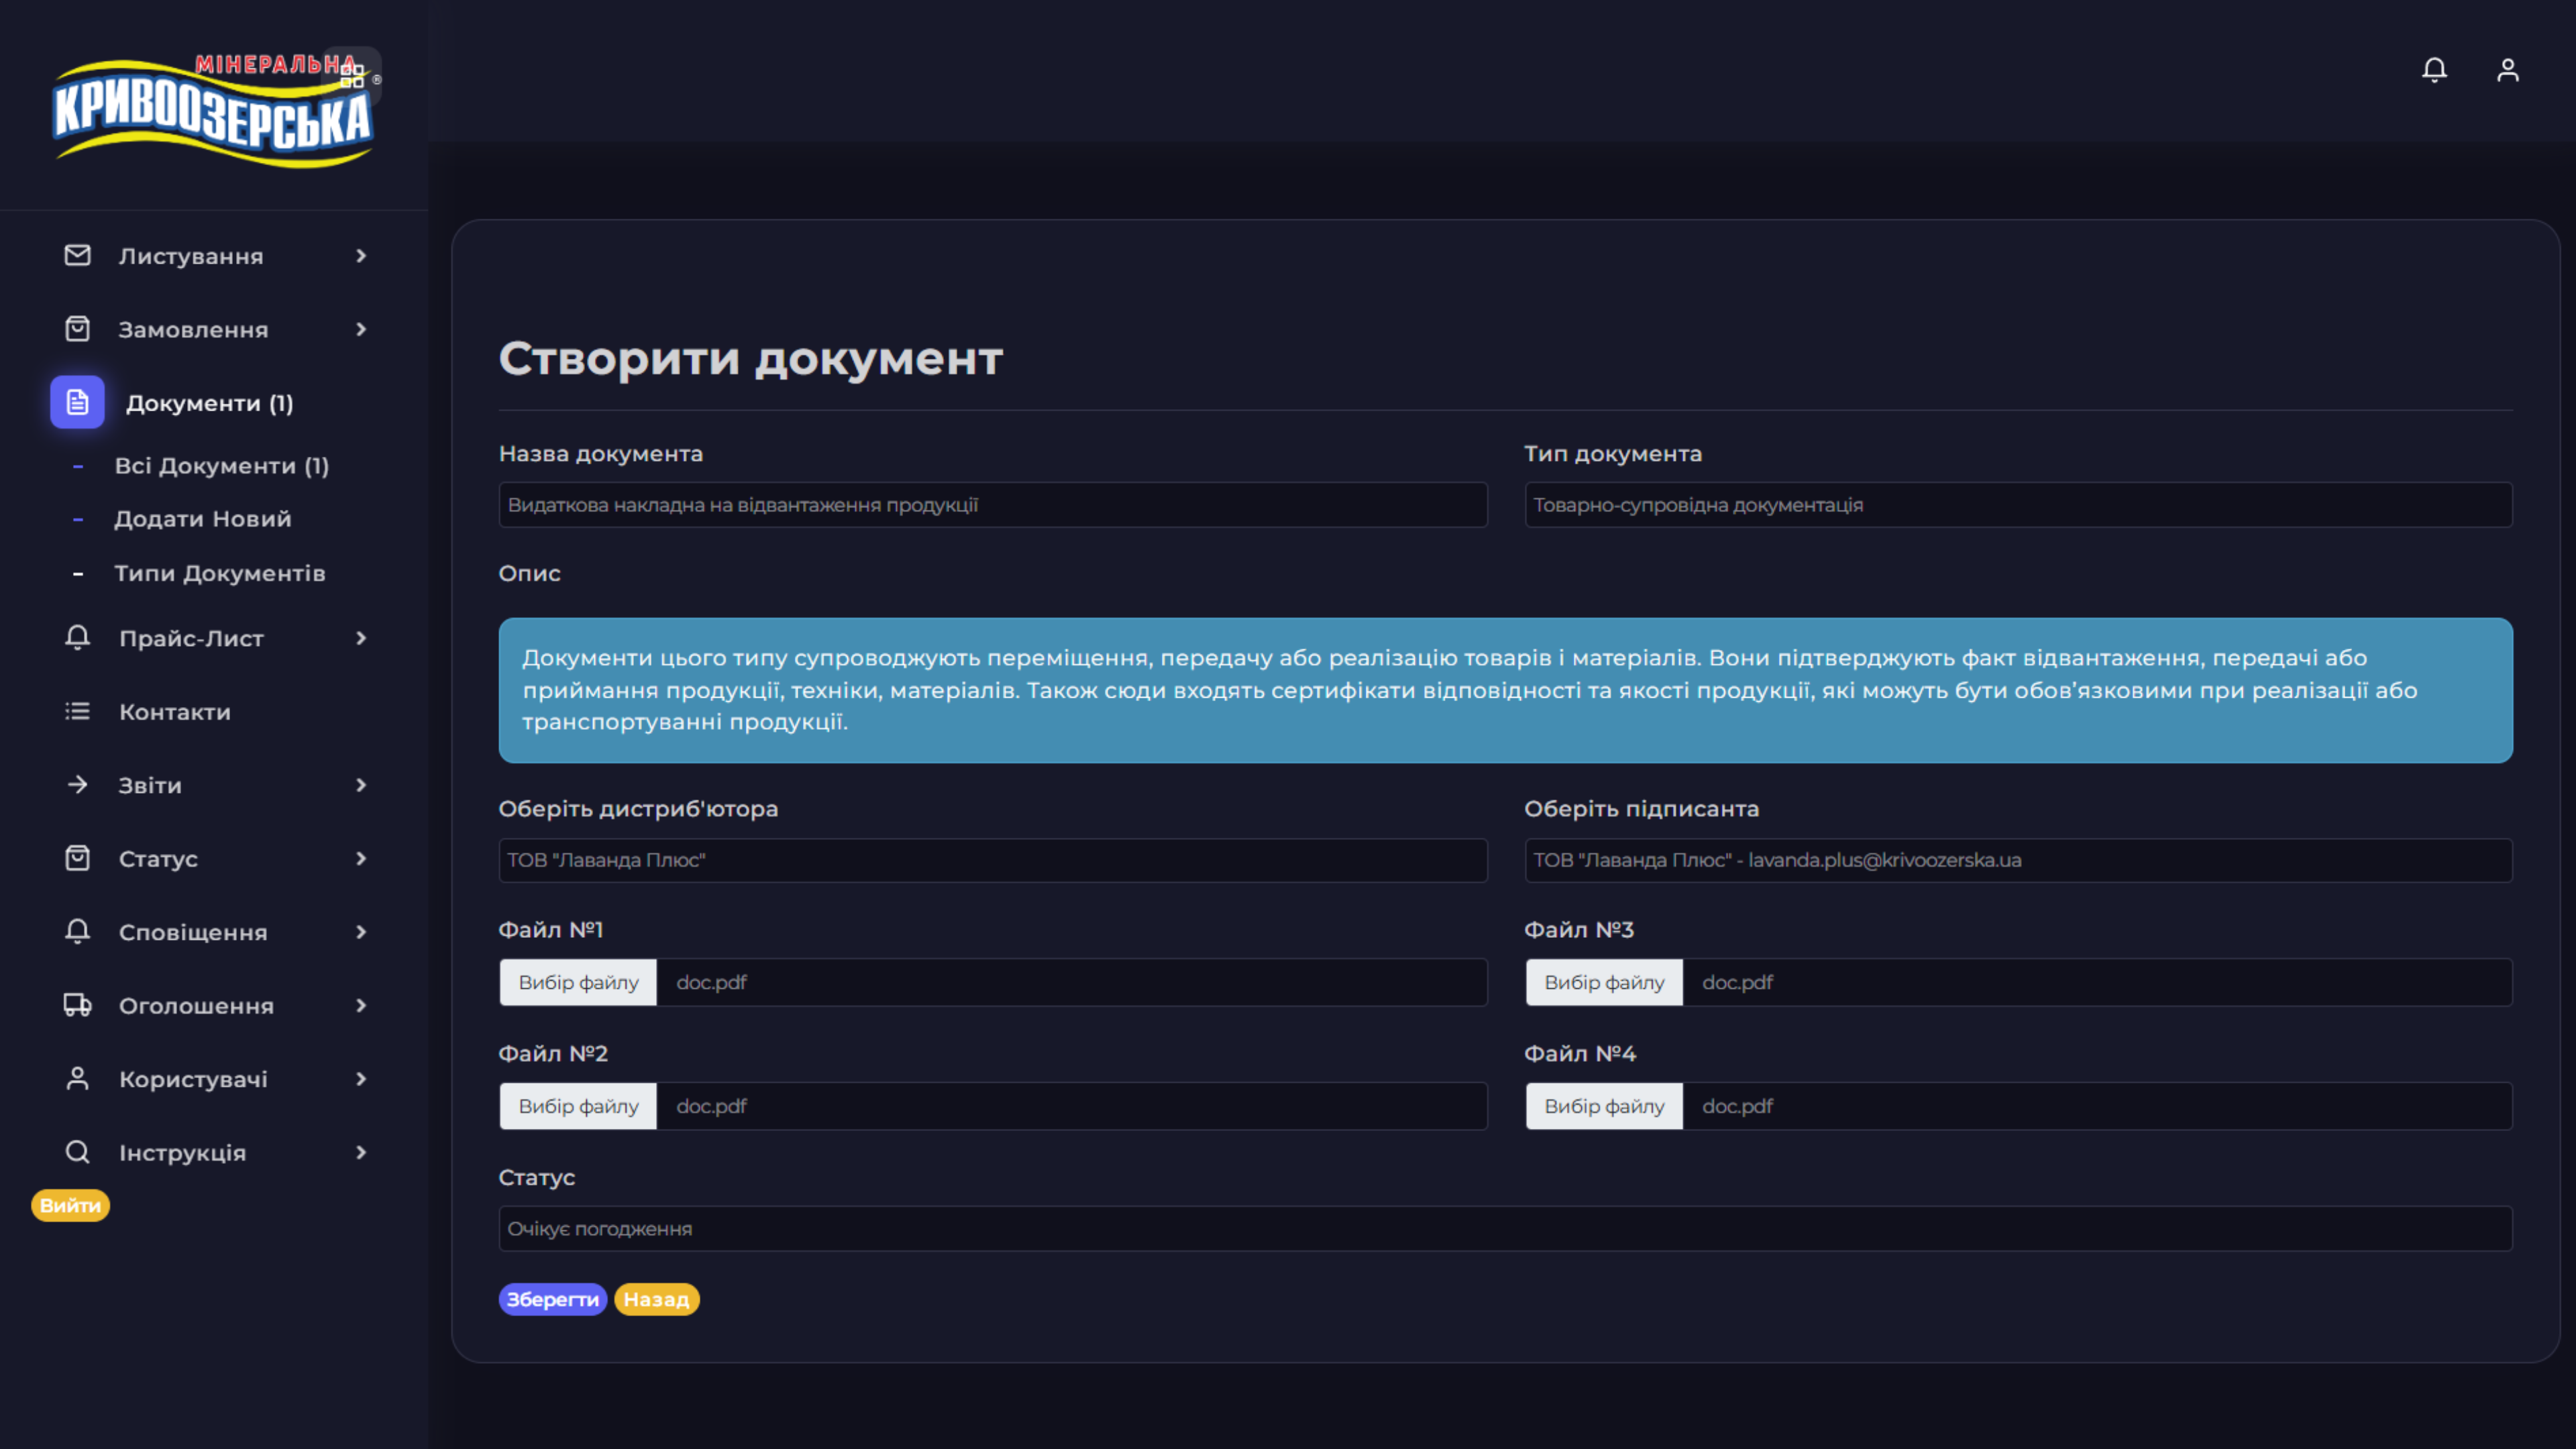 МІНЕРАЛЬНА
КРИВООЗЕРСЬКА ®
Листування
Замовлення
Документи (1)
- Всі Документи (1)
- Додати Новий
- Типи Документів
Прайс-Лист
Контакти
Звіти
Статус
Сповіщення
Оголошення
Користувачі
Інструкція
Вийти
Створити документ
Назва документа
Видаткова накладна на відвантаження продукції
Тип документа
Товарно-супровідна документація
Опис
Документи цього типу супроводжують переміщення, передачу або реалізацію товарів і матеріалів. Вони підтверджують факт відвантаження, передачі або
приймання продукції, техніки, матеріалів. Також сюди входять сертифікати відповідності та якості продукції, які можуть бути обов'язковими при реалізації або
транспортуванні продукції.
Оберіть дистриб'ютора
ТОВ "Лаванда Плюс"
Оберіть підписанта
ТОВ "Лаванда Плюс" - lavanda.plus@krivoozerska.ua
Файл №1
Вибір файлу doc.pdf
Файл №3
Вибір файлу doc.pdf
Файл №2
Вибір файлу doc.pdf
Файл №4
Вибір файлу doc.pdf
Статус
Очікує погодження
Зберегти Назад